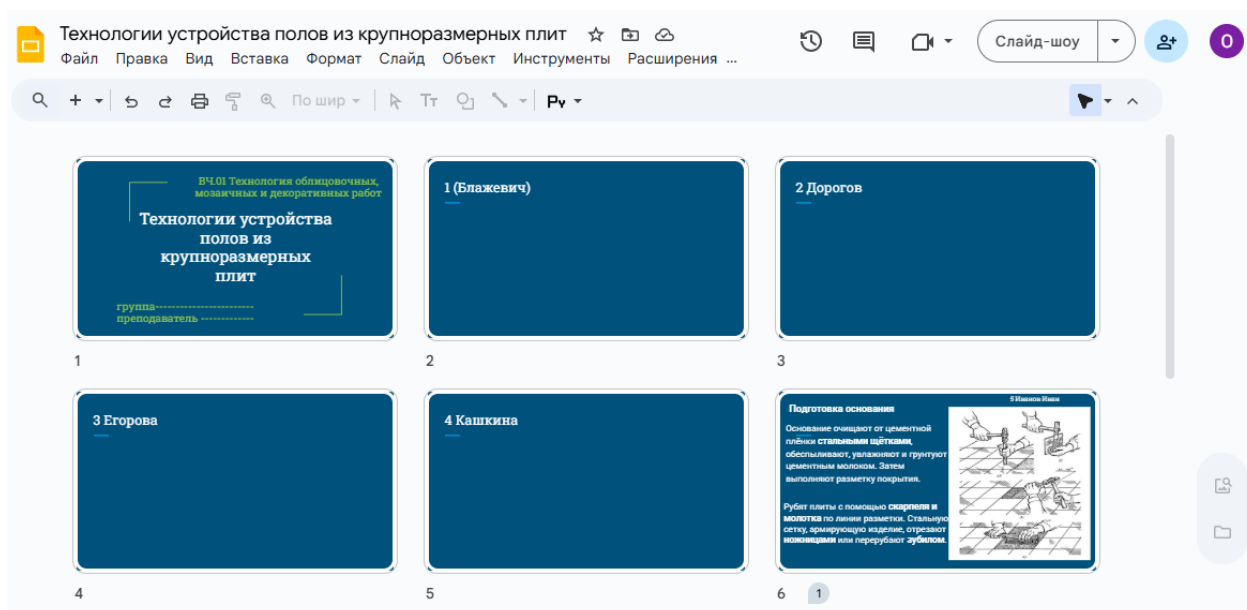 Технологии устройства полов из крупноразмерных плит
Файл Правка Вид Вставка Формат Слайд Объект Инструменты Расширения ...
Слайд-шоу
О
По шир
Ру
ВЧ.01 Технология облицовочных,
мозаичных и декоративных работ
Технологии устройства
полов из
крупноразмерных
плит
группа------------------------
преподаватель -------------
1
1 (Блажевич)
2
2 Дорогов
3
3 Егорова
4
4 Кашкина
5
5 Иванов Иван
Подготовка основания
Основание очищают от цементной
плёнки стальными щётками,
обеспыливают, увлажняют и грунтуют
цементным молоком. Затем
выполняют разметку покрытия.
Рубят плиты с помощью скарпеля и
молотка по линии разметки. Стальную
сетку, армирующую изделие, отрезают
ножницами или перерубают зубилом.
6 1